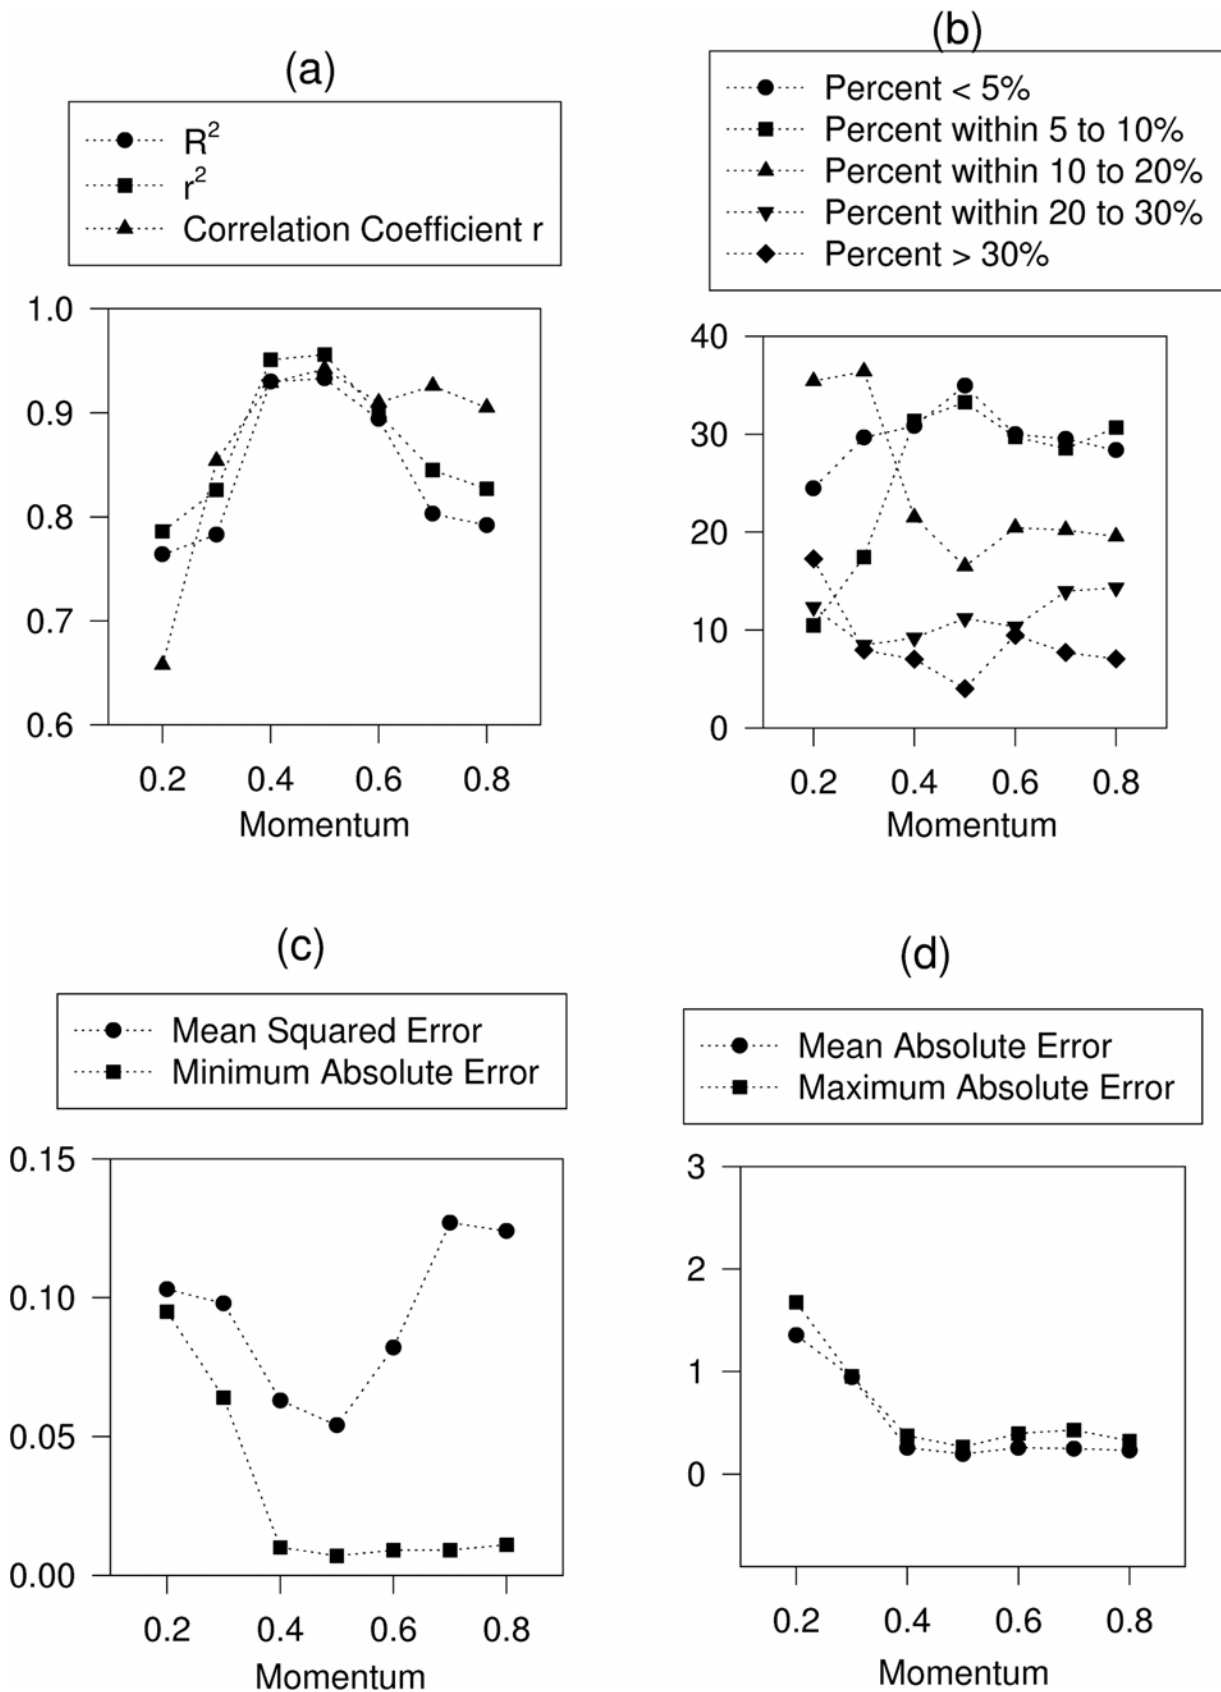 (a)
R²
r²
Correlation Coefficient r
1.0
0.9
0.8
0.7
0.6
0.2 0.4 0.6 0.8
Momentum
(b)
Percent < 5%
Percent within 5 to 10%
Percent within 10 to 20%
Percent within 20 to 30%
Percent > 30%
40
30
20
10
0
0.2 0.4 0.6 0.8
Momentum
(c)
Mean Squared Error
Minimum Absolute Error
0.15
0.10
0.05
0.00
0.2 0.4 0.6 0.8
Momentum
(d)
Mean Absolute Error
Maximum Absolute Error
3
2
1
0
0.2 0.4 0.6 0.8
Momentum